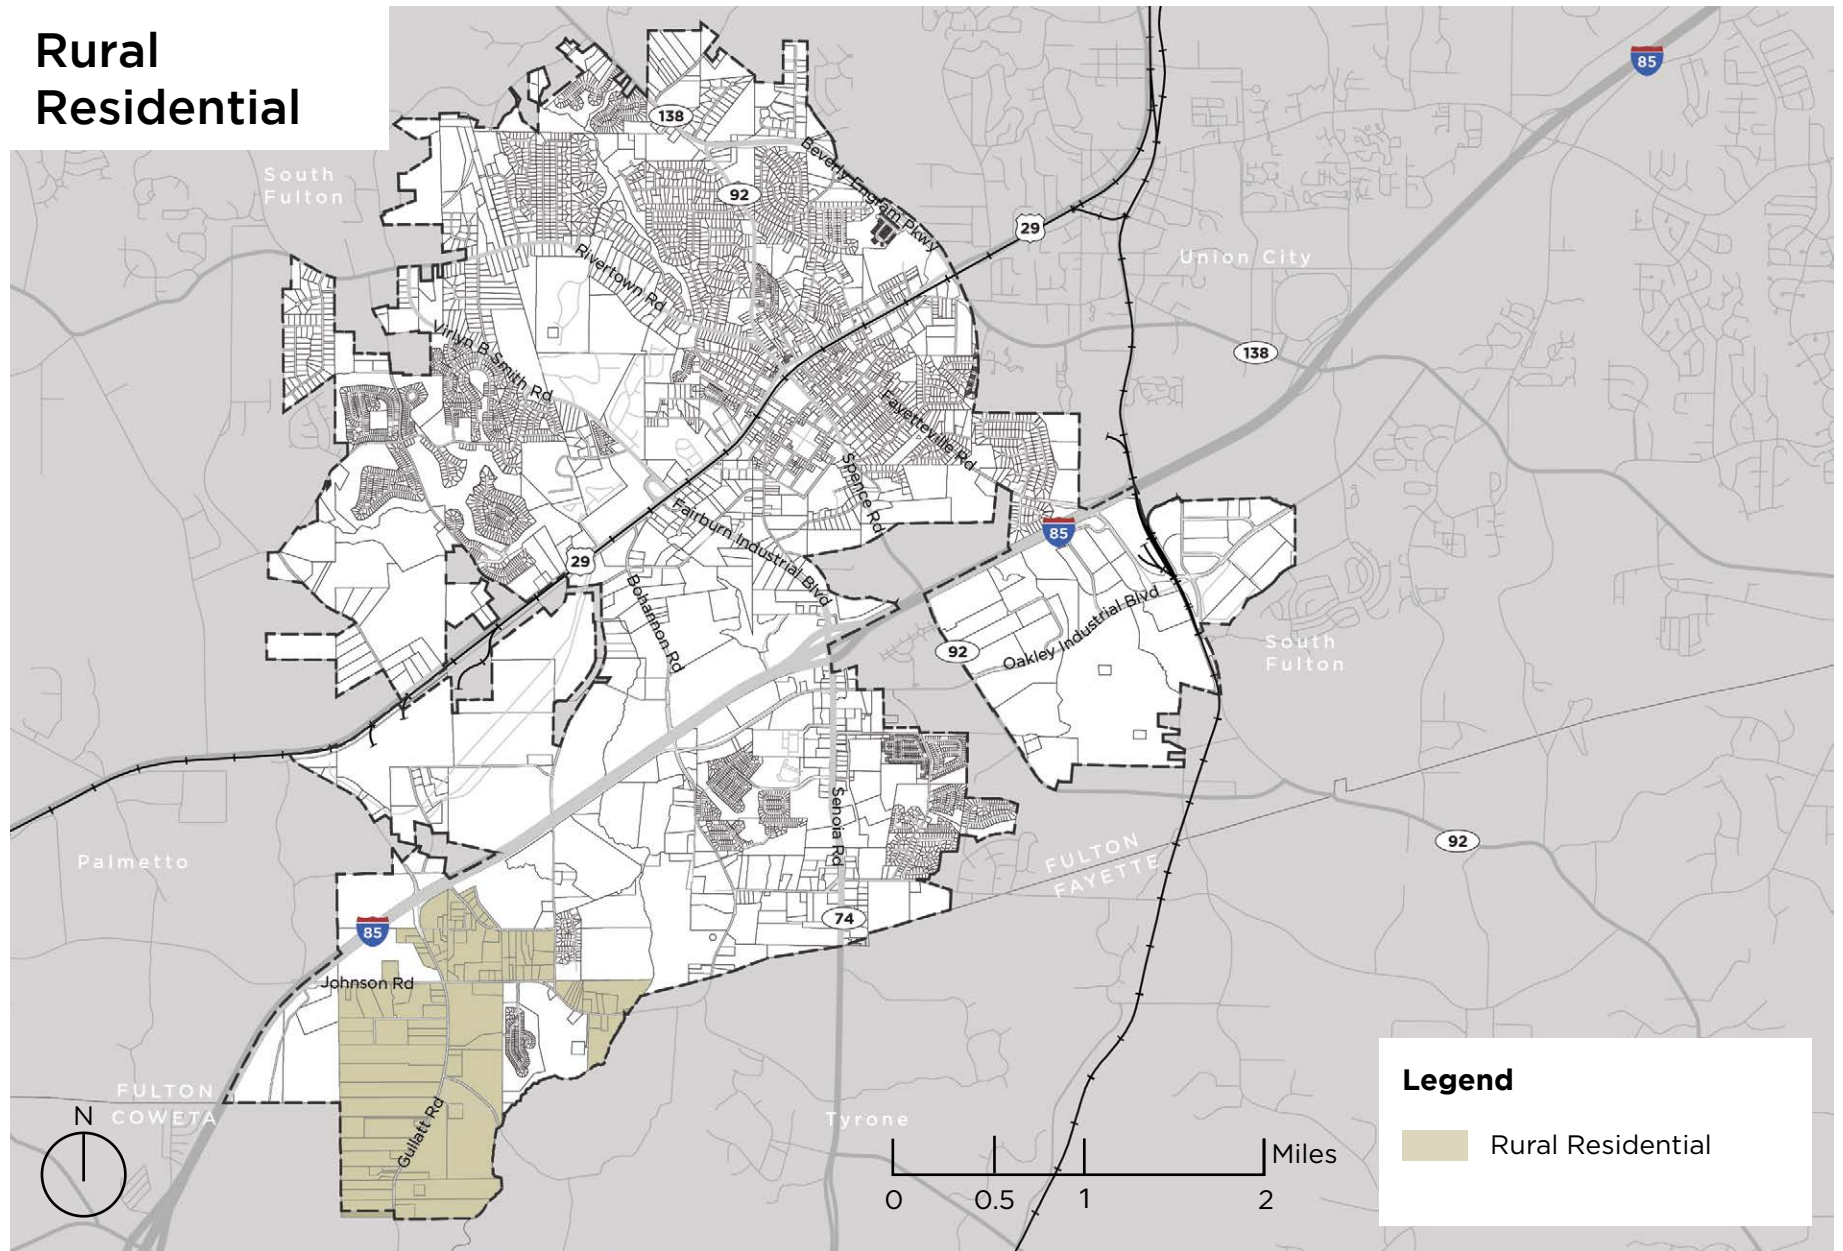 Rural
Residential
85
138
South
Fulton
Beverly Engram Pkwy
92
29
Union City
Rivertown Rd
Virlyn B Smith Rd
138
Fayetteville Rd
Spence Rd
Fairburn Industrial Blvd
85
29
Bohannon Rd
Oakley Industrial Blvd
92
South
Fulton
Senoia Rd
Palmetto
FULTON
FAYETTE
92
74
85
Johnson Rd
FULTON
COWETA
N
Gullatt Rd
Tyrone
Miles
0
0.5
1
2
Legend
Rural Residential